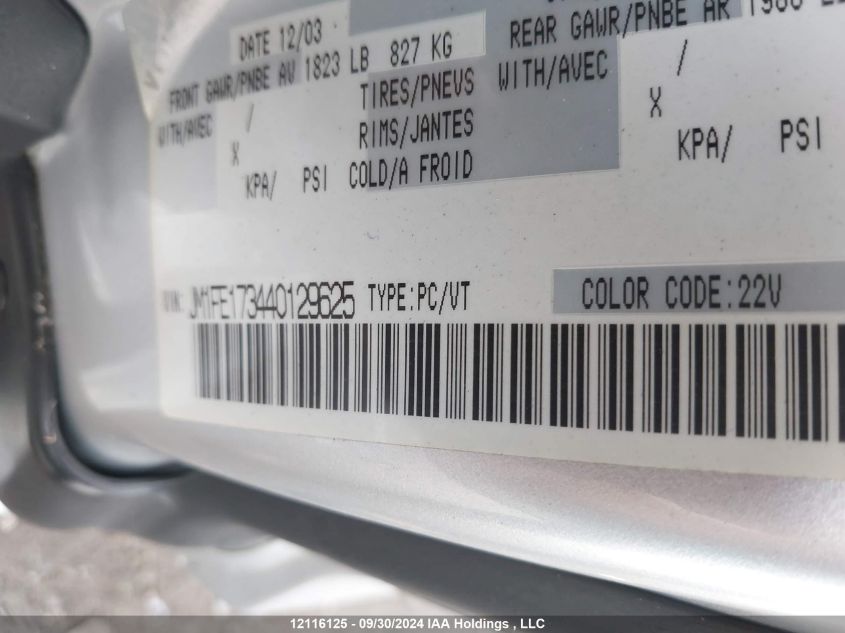 DATE 12/03
FRONT GAWR/PNBE AV 1823 LB 827 KG
REAR GAWR/PNBE AR
WITH/AVEC / TIRES/PNEVS
WITH/AVEC /
X RIMS/JANTES
X
KPA/ PSI COLD/A FROID
KPA/ PSI
VIN: JM1FE173440129625 TYPE:PC/VT
COLOR CODE:22V
12116125 - 09/30/2024 IAA Holdings , LLC